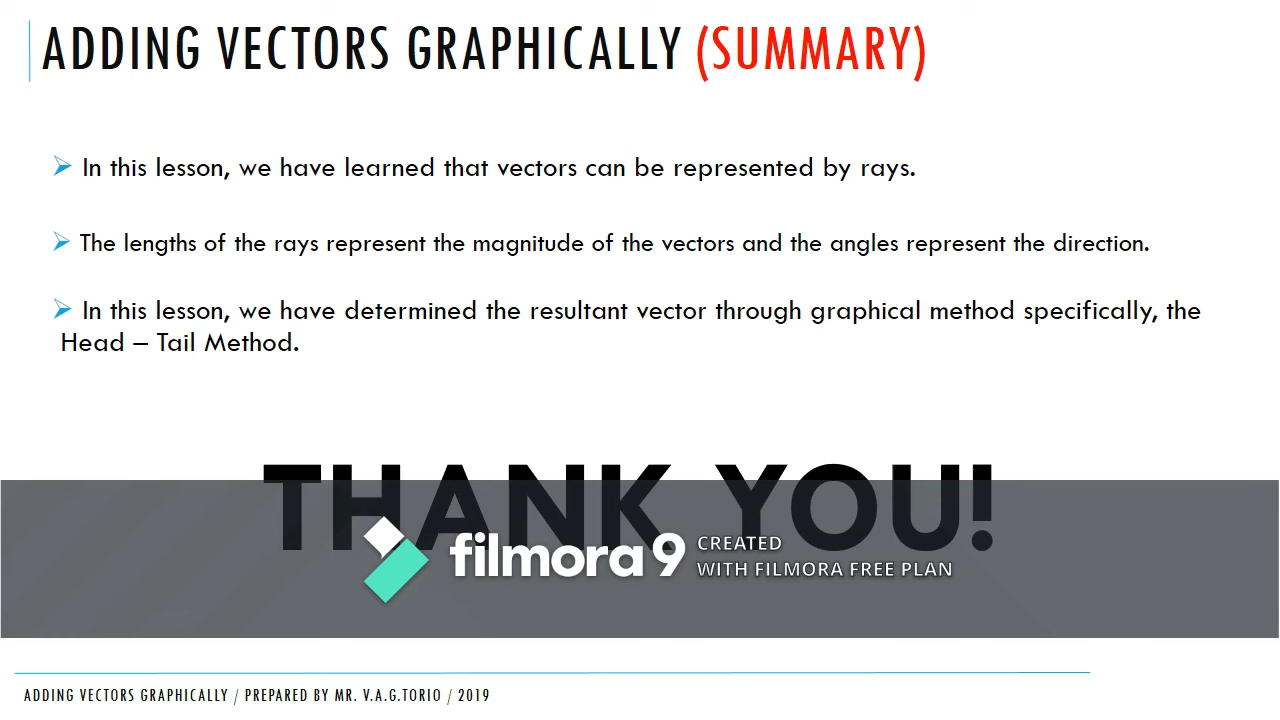 ADDING VECTORS GRAPHICALLY (SUMMARY)
In this lesson, we have learned that vectors can be represented by rays.
The lengths of the rays represent the magnitude of the vectors and the angles represent the direction.
In this lesson, we have determined the resultant vector through graphical method specifically, the
Head – Tail Method.
THANK YOU!
filmora9 CREATED
WITH FILMORA FREE PLAN
ADDING VECTORS GRAPHICALLY / PREPARED BY MR. V.A.G.TORIO / 2019